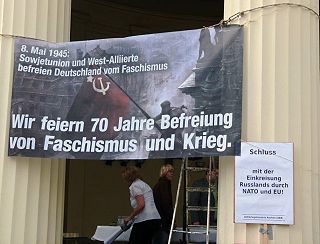 8. Mai 1945:
Sowjetunion und West-Alliierte
befreien Deutschland vom Faschismus
Wir feiern 70 Jahre Befreiung
von Faschismus und Krieg.
Schluss
mit der
Einkreisung
Russlands durch
NATO und EU!